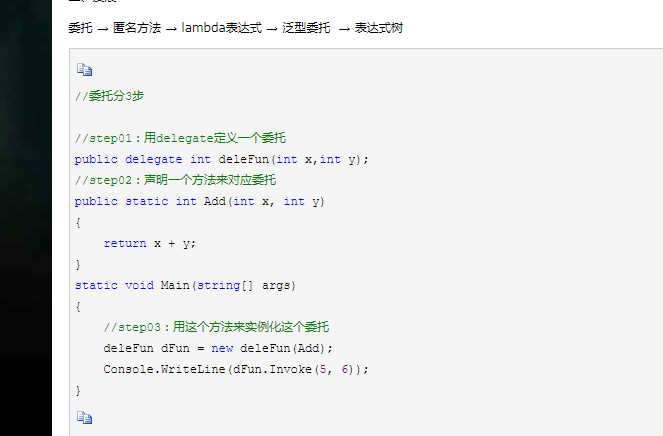 委托 → 匿名方法 → lambda表达式 → 泛型委托  → 表达式树
//委托分3步
//step01：用delegate定义一个委托
public delegate int deleFun(int x,int y);
//step02：声明一个方法来对应委托
public static int Add(int x, int y)
{
    return x + y;
}
static void Main(string[] args)
{
    //step03：用这个方法来实例化这个委托
    deleFun dFun = new deleFun(Add);
    Console.WriteLine(dFun.Invoke(5, 6));
}